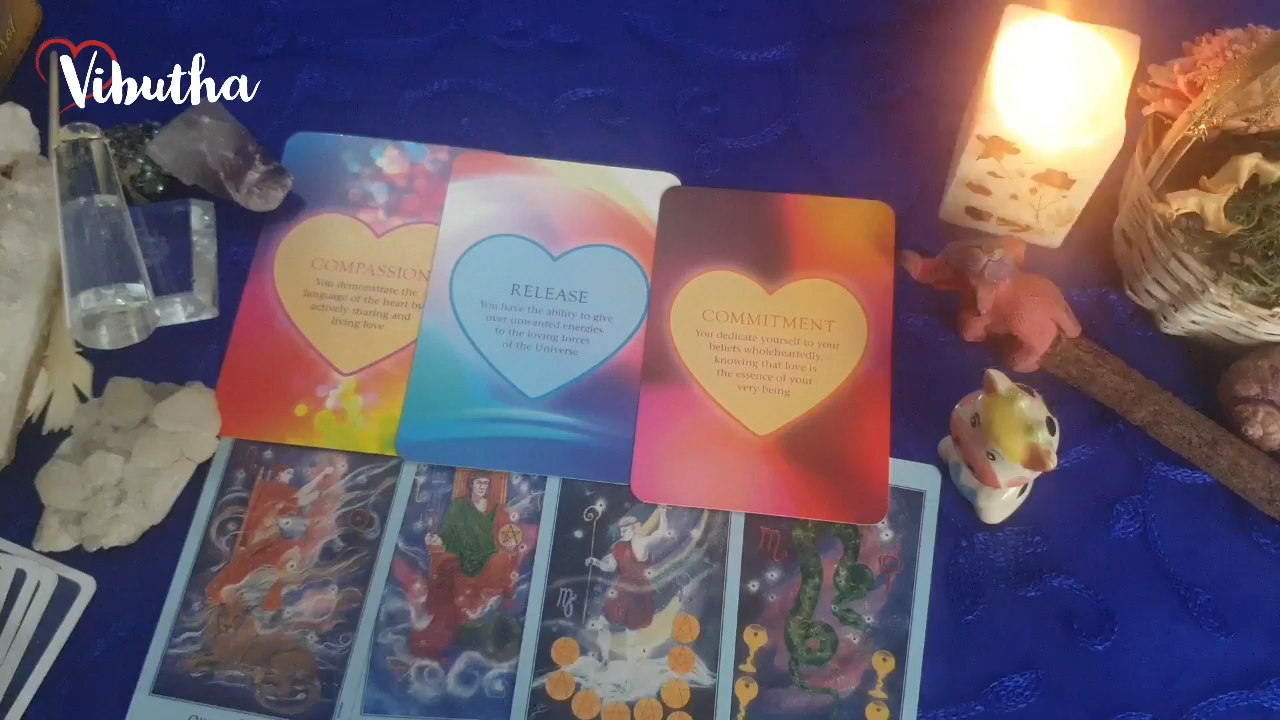 Vibutha
COMPASSION
You demonstrate the
language of the heart by
actively sharing and
living love
RELEASE
You have the ability to give
over unwanted energies
to the loving forces
of the Universe
COMMITMENT
You dedicate yourself to your
beliefs wholeheartedly,
knowing that love is
the essence of your
very being